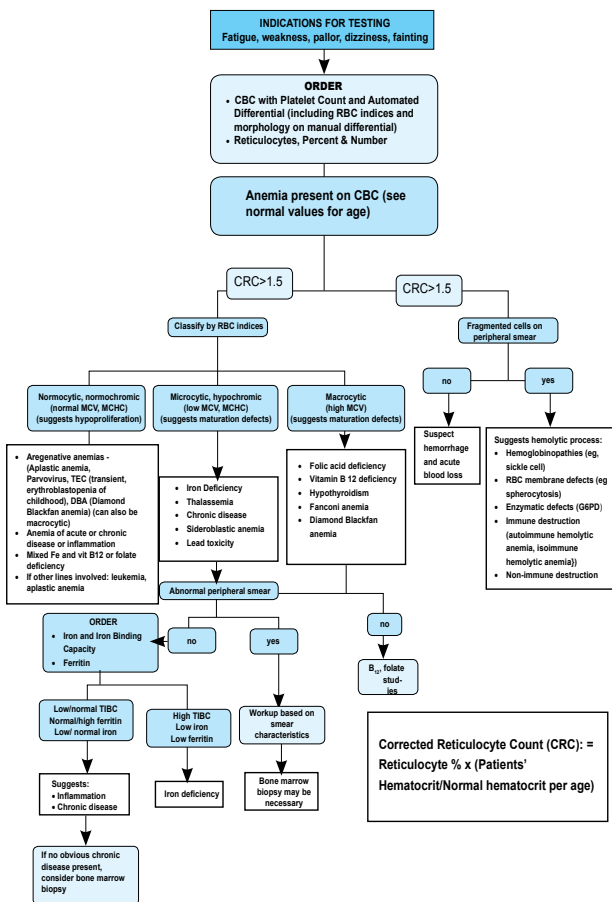 INDICATIONS FOR TESTING
Fatigue, weakness, pallor, dizziness, fainting
ORDER
• CBC with Platelet Count and Automated
Differential (including RBC indices and
morphology on manual differential)
• Reticulocytes, Percent & Number
Anemia present on CBC (see
normal values for age)
CRC>1.5
CRC>1.5
Classify by RBC indices
Fragmented cells on
peripheral smear
no
yes
Normocytic, normochromic
(normal MCV, MCHC)
(suggests hypoproliferation)
Microcytic, hypochromic
(low MCV, MCHC)
(suggests maturation defects)
Macrocytic
(high MCV)
(suggests maturation defects)
• Aregenative anemias -
(Aplastic anemia,
Parvovirus, TEC (transient,
erythroblastopenia of
childhood), DBA (Diamond
Blackfan anemia) (can also be
macrocytic)
• Anemia of acute or chronic
disease or inflammation
• Mixed Fe and vit B12 or folate
deficiency
• If other lines involved: leukemia,
aplastic anemia
• Iron Deficiency
• Thalassemia
• Chronic disease
• Sideroblastic anemia
• Lead toxicity
• Folic acid deficiency
• Vitamin B 12 deficiency
• Hypothyroidism
• Fanconi anemia
• Diamond Blackfan
anemia
Suspect
hemorrhage
and acute
blood loss
Suggests hemolytic process:
• Hemoglobinopathies (eg,
sickle cell)
• RBC membrane defects (eg
spherocytosis)
• Enzymatic defects (G6PD)
• Immune destruction
(autoimmune hemolytic
anemia, isoimmune
hemolytic anemia})
• Non-immune destruction
Abnormal peripheral smear
ORDER
• Iron and Iron Binding
Capacity
• Ferritin
no
yes
no
B12, folate
stud-
ies
Low/normal TIBC
Normal/high ferritin
Low/ normal iron
High TIBC
Low iron
Low ferritin
Workup based on
smear
characteristics
Suggests:
• Inflammation
• Chronic disease
Iron deficiency
Bone marrow
biopsy may be
necessary
If no obvious chronic
disease present,
consider bone marrow
biopsy
Corrected Reticulocyte Count (CRC): =
Reticulocyte % x (Patients’
Hematocrit/Normal hematocrit per age)